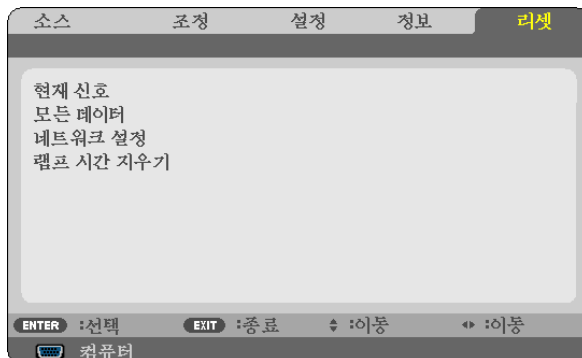 소스 조정 설정 정보 리셋
현재 신호
모든 데이터
네트워크 설정
램프 시간 지우기
ENTER :선택 EXIT :종료 :이동 :이동
컴퓨터